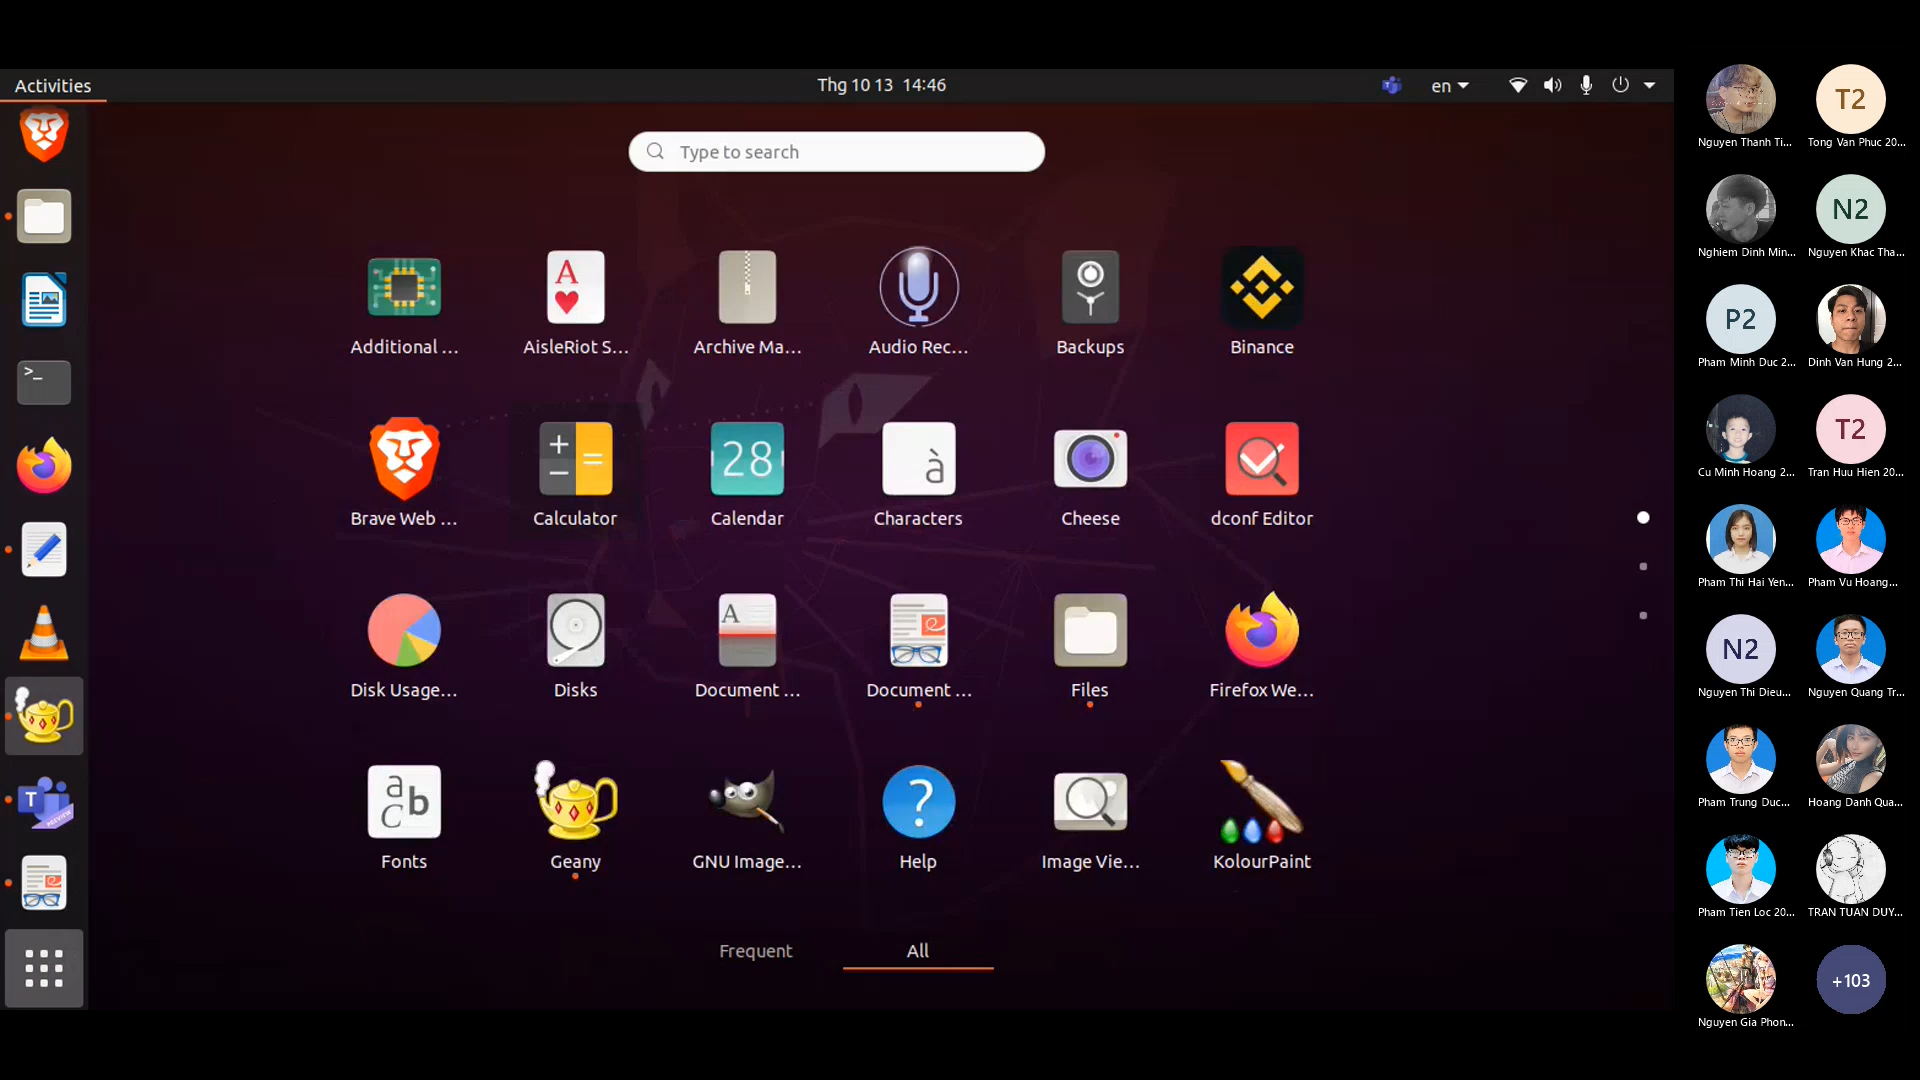 Activities
Thg 10 13 14:46
en
Type to search
Additional ...
AisleRiot S...
Archive Ma...
Audio Rec...
Backups
Binance
Brave Web ...
Calculator
28
Calendar
à
Characters
Cheese
dconf Editor
Disk Usage...
Disks
A
Document ...
Document ...
Files
Firefox We...
a b C
Fonts
Geany
GNU Image...
?
Help
Image Vie...
KolourPaint
Frequent
All
>_
T
PREVIEW
Nguyen Thanh Ti...
T2
Tong Van Phuc 20...
Nghiem Dinh Min...
N2
Nguyen Khac Tha...
P2
Pham Minh Duc 2...
Dinh Van Hung 2...
Cu Minh Hoang 2...
T2
Tran Huu Hien 20...
Pham Thi Hai Yen...
Pham Vu Hoang...
N2
Nguyen Thi Dieu...
Nguyen Quang Tr...
Pham Trung Duc...
Hoang Danh Qua...
Pham Tien Loc 20...
TRAN TUAN DUY...
Nguyen Gia Phon...
+103